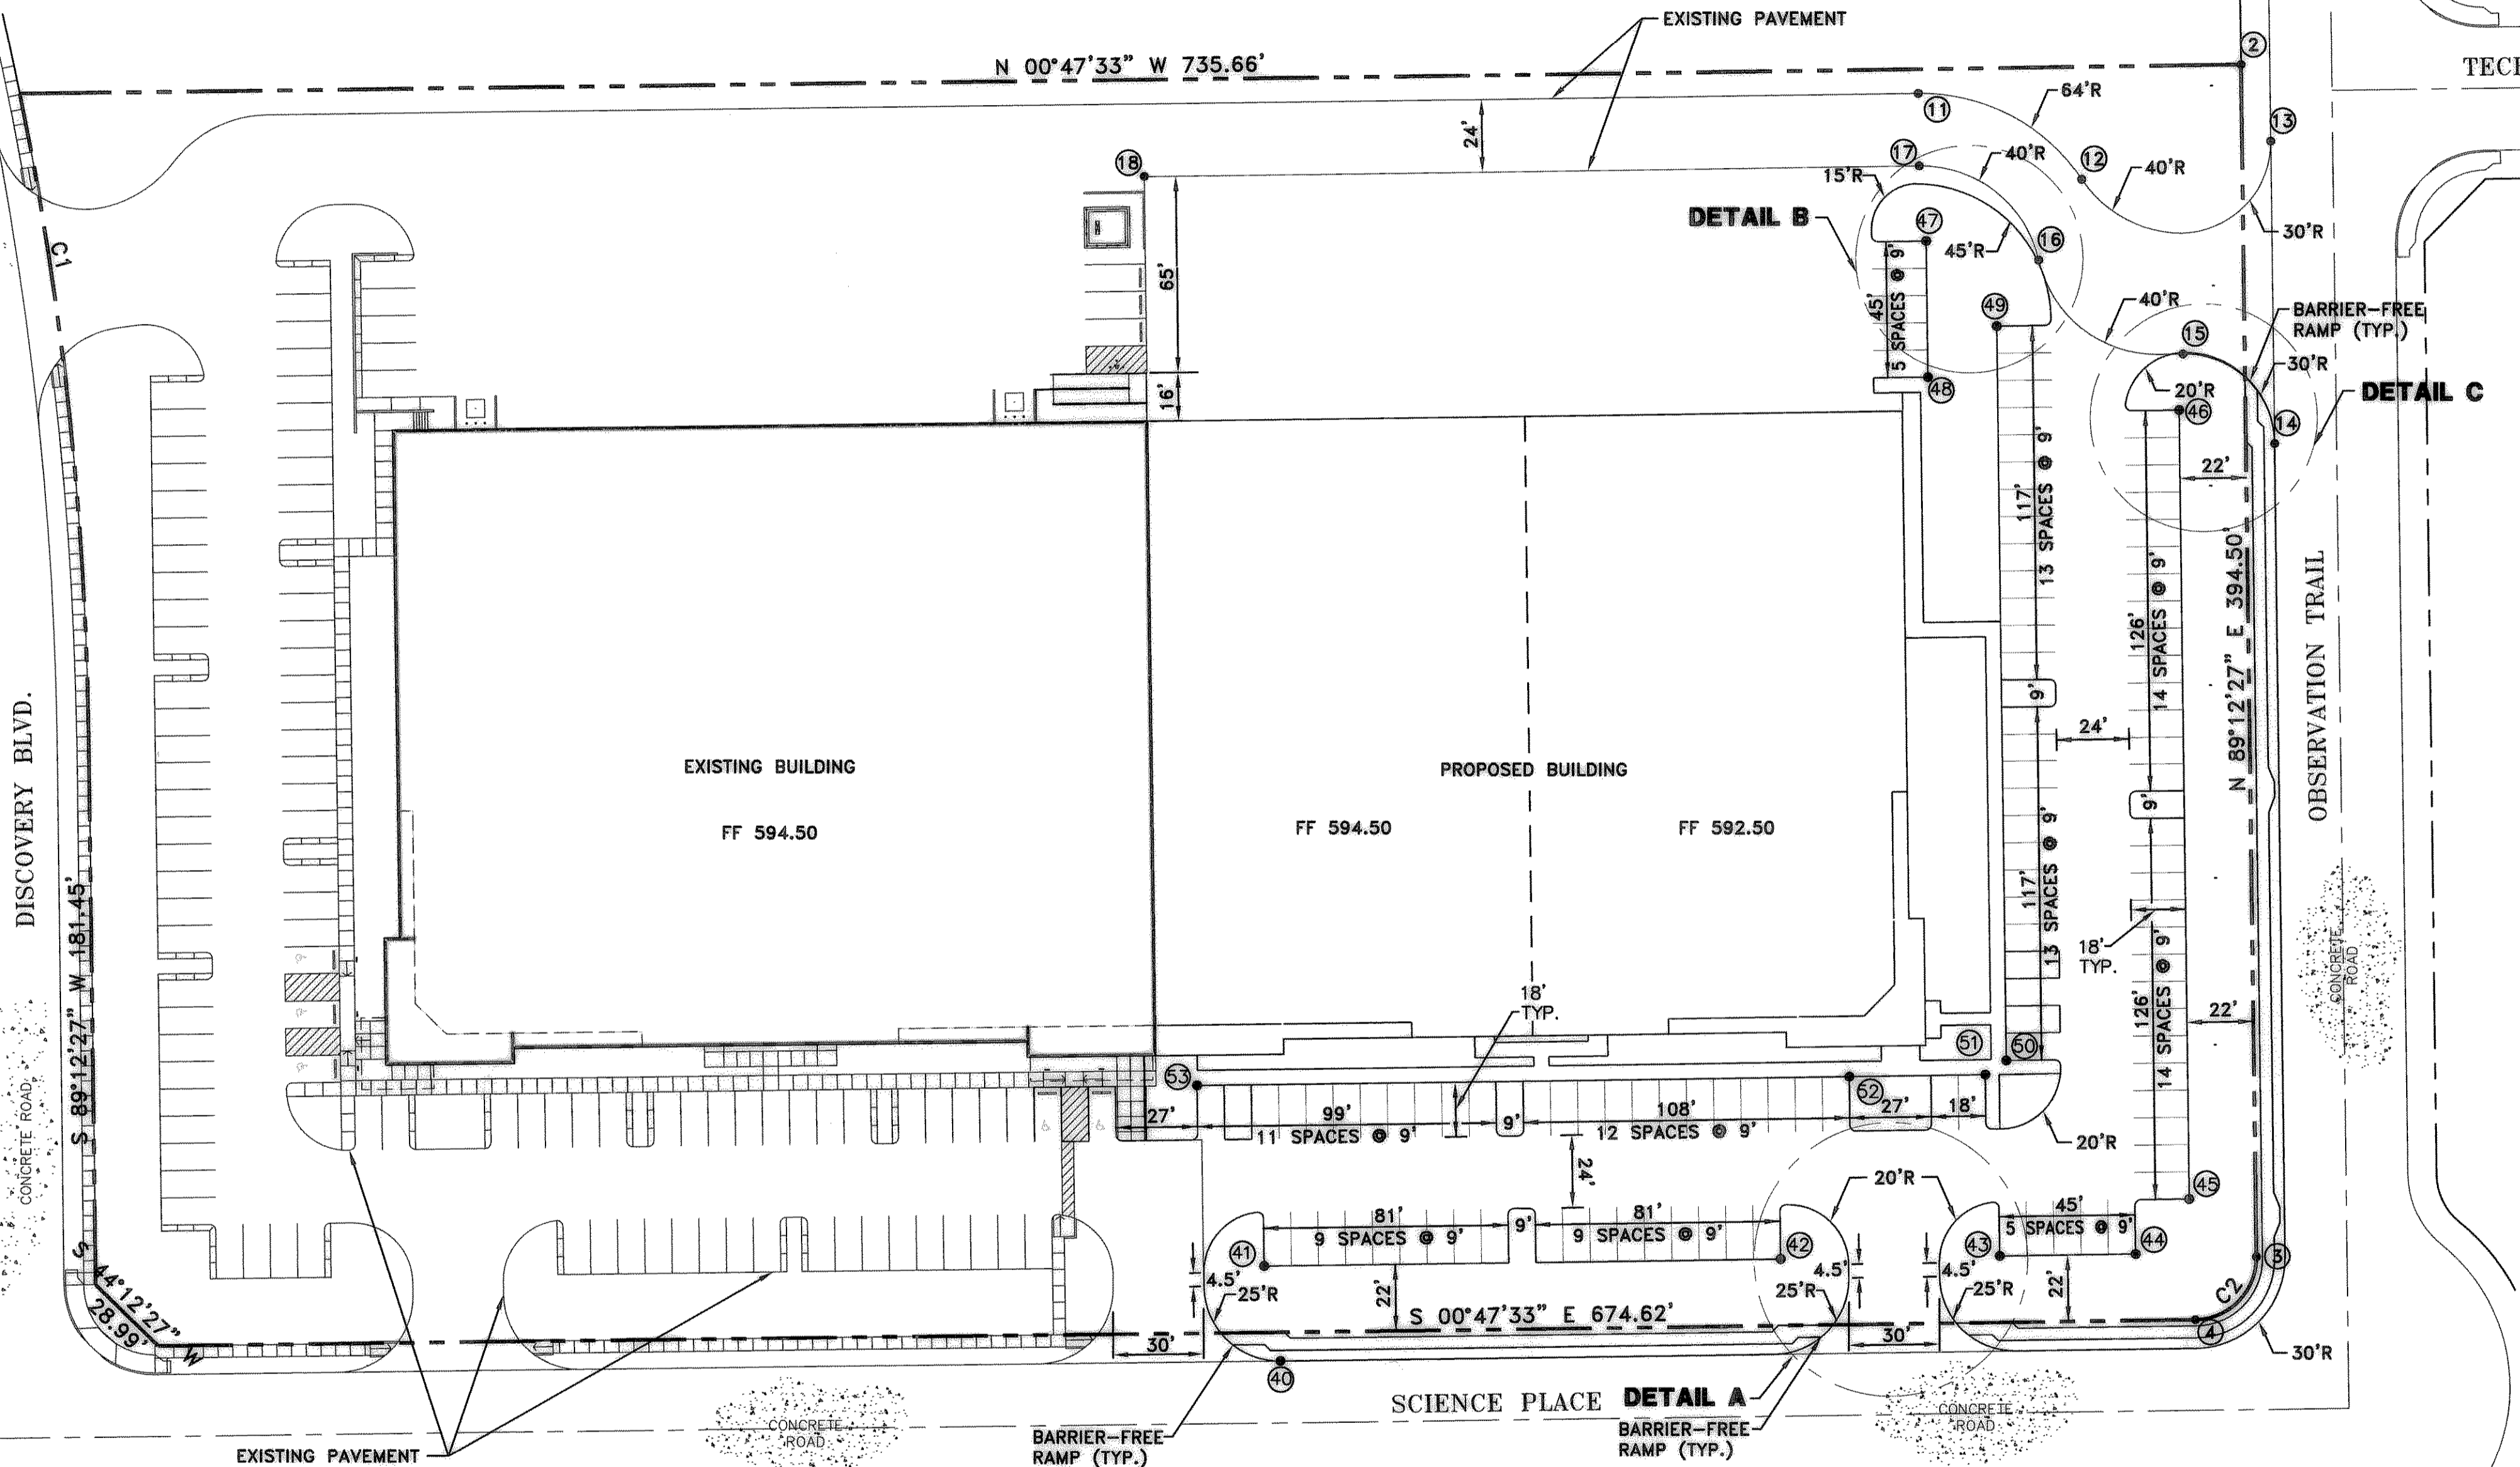 EXISTING PAVEMENT
N 00°47'33" W 735.66'
2
TECH
64'R
11
13
24'
17
40'R
12
40'R
18
15'R
DETAIL B
47
30'R
C1
45'R
16
65'
45'
5 SPACES @ 9'
49
40'R
BARRIER-FREE
RAMP (TYP.)
15
30'R
20'R
DETAIL C
16'
48
46
14
22'
117'
13 SPACES @ 9'
126'
14 SPACES @ 9'
N 89°12'27" E 394.50'
OBSERVATION TRAIL
9'
24'
9'
DISCOVERY BLVD.
EXISTING BUILDING
FF 594.50
PROPOSED BUILDING
FF 594.50
FF 592.50
117'
13 SPACES @ 9'
18'
TYP.
126'
14 SPACES @ 9'
CONCRETE
ROAD
S 89°12'27" W 181.45'
CONCRETE ROAD
18'
TYP.
22'
51
50
53
52
27'
99'
11 SPACES @ 9'
9'
108'
12 SPACES @ 9'
27'
18'
20'R
24'
20'R
45
81'
9 SPACES @ 9'
9'
81'
9 SPACES @ 9'
45'
5 SPACES @ 9'
41
42
43
44
3
4.5'
25'R
22'
4.5'
25'R
4.5'
25'R
22'
C2
S 44°12'27" W
28.99'
S 00°47'33" E 674.62'
4
30'
30'
30'R
40
SCIENCE PLACE
DETAIL A
BARRIER-FREE
RAMP (TYP.)
CONCRETE
ROAD
CONCRETE
ROAD
EXISTING PAVEMENT
BARRIER-FREE
RAMP (TYP.)